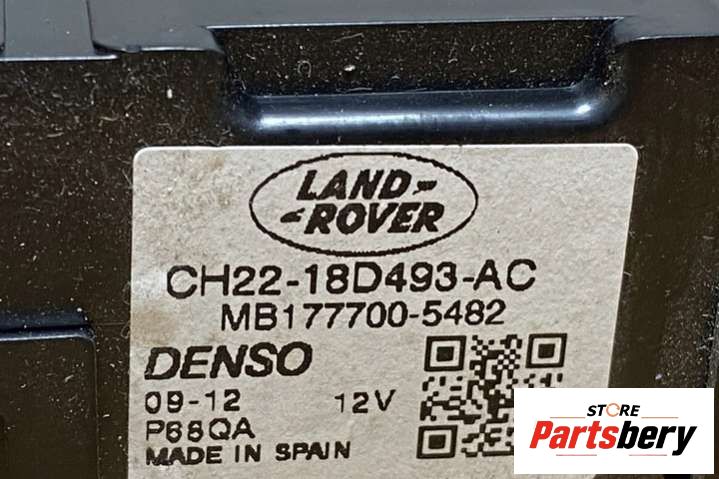 LAND-
-ROVER
CH22-18D493-AC
MB177700-5482
DENSO
09-12 12V
P68QA
MADE IN SPAIN
STORE
Partsbery